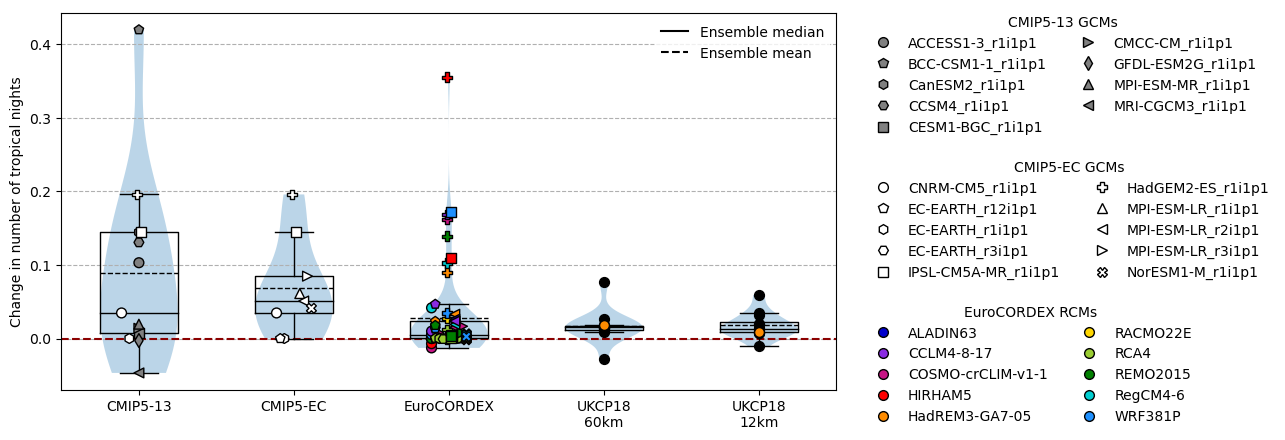 Change in number of tropical nights
0.4
0.3
0.2
0.1
0.0
Ensemble median
Ensemble mean
CMIP5-13
CMIP5-EC
EuroCORDEX
UKCP18
60km
UKCP18
12km
CMIP5-13 GCMs
ACCESS1-3_r1i1p1
BCC-CSM1-1_r1i1p1
CanESM2_r1i1p1
CCSM4_r1i1p1
CESM1-BGC_r1i1p1
CMCC-CM_r1i1p1
GFDL-ESM2G_r1i1p1
MPI-ESM-MR_r1i1p1
MRI-CGCM3_r1i1p1
CMIP5-EC GCMs
CNRM-CM5_r1i1p1
EC-EARTH_r12i1p1
EC-EARTH_r1i1p1
EC-EARTH_r3i1p1
IPSL-CM5A-MR_r1i1p1
HadGEM2-ES_r1i1p1
MPI-ESM-LR_r1i1p1
MPI-ESM-LR_r2i1p1
MPI-ESM-LR_r3i1p1
NorESM1-M_r1i1p1
EuroCORDEX RCMs
ALADIN63
CCLM4-8-17
COSMO-crCLIM-v1-1
HIRHAM5
HadREM3-GA7-05
RACMO22E
RCA4
REMO2015
RegCM4-6
WRF381P